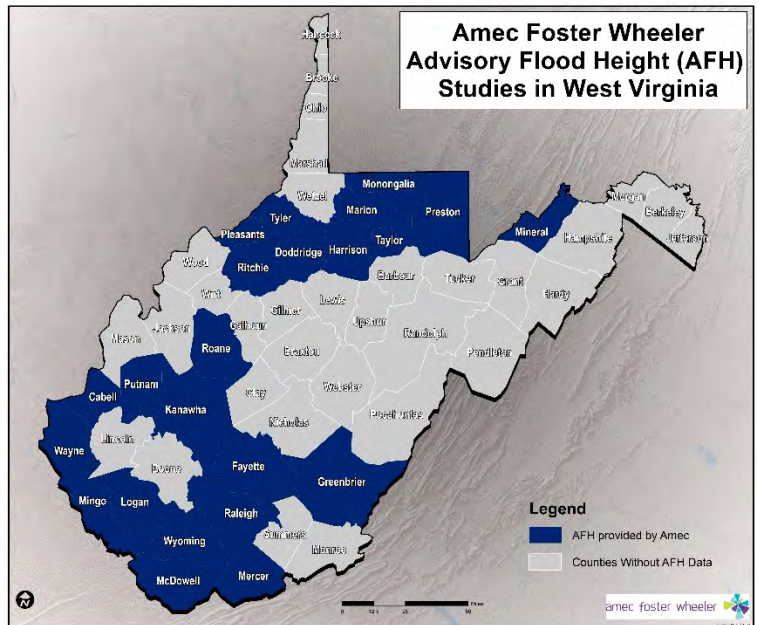 Amec Foster Wheeler
Advisory Flood Height (AFH)
Studies in West Virginia
Hancock
Brooke
Ohio
Marshall
Wetzel
Monongalia
Marion
Preston
Tyler
Pleasants
Doddridge
Harrison
Taylor
Ritchie
Mineral
Morgan
Berkeley
Jefferson
Hampshire
Wood
Wirt
Barbour
Tucker
Grant
Hardy
Lewis
Gilmer
Calhoun
Upshur
Randolph
Pendleton
Mason
Jackson
Roane
Braxton
Webster
Putnam
Cabell
Kanawha
Clay
Nicholas
Pocahontas
Wayne
Lincoln
Boone
Fayette
Greenbrier
Mingo
Logan
Raleigh
Summers
Monroe
Wyoming
McDowell
Mercer
Legend
AFH provided by Amec
Counties Without AFH Data
amec foster wheeler